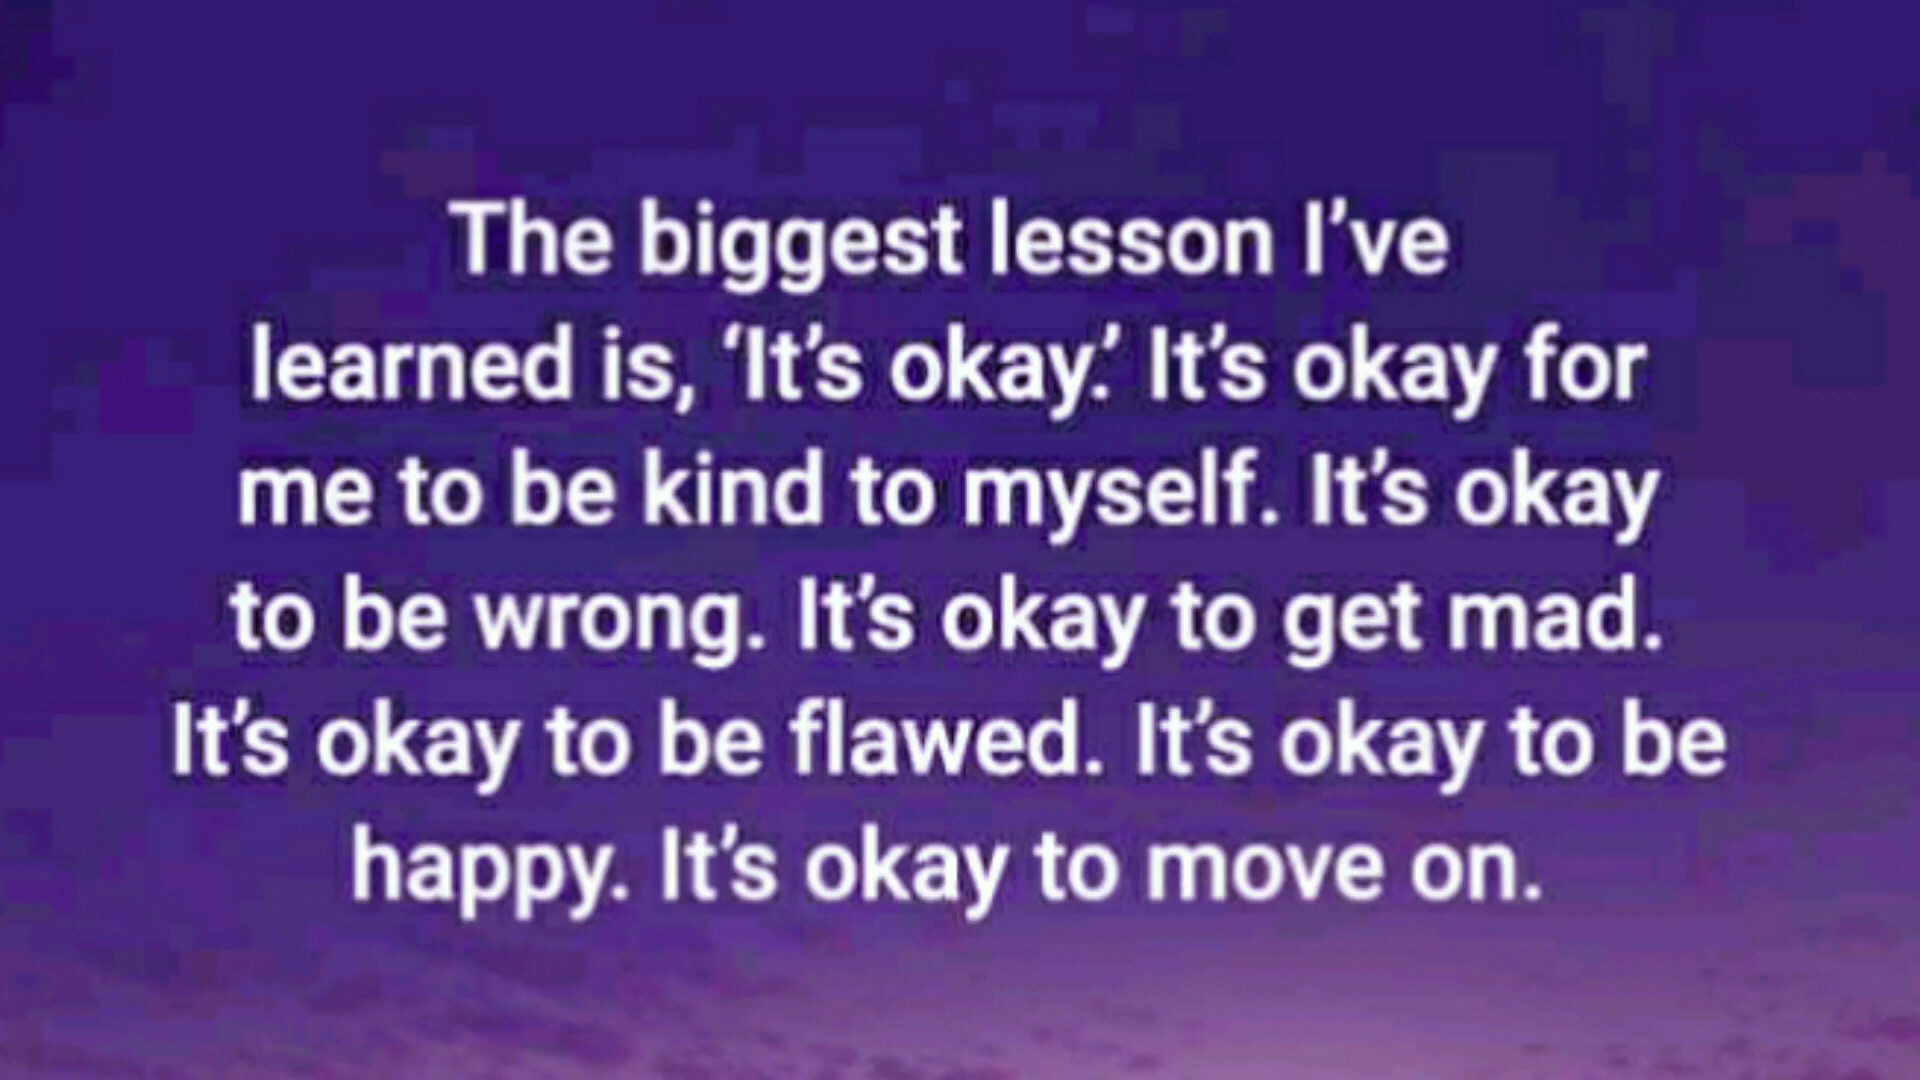 The biggest lesson I’ve
learned is, ‘It’s okay.’ It’s okay for
me to be kind to myself. It’s okay
to be wrong. It’s okay to get mad.
It’s okay to be flawed. It’s okay to be
happy. It’s okay to move on.